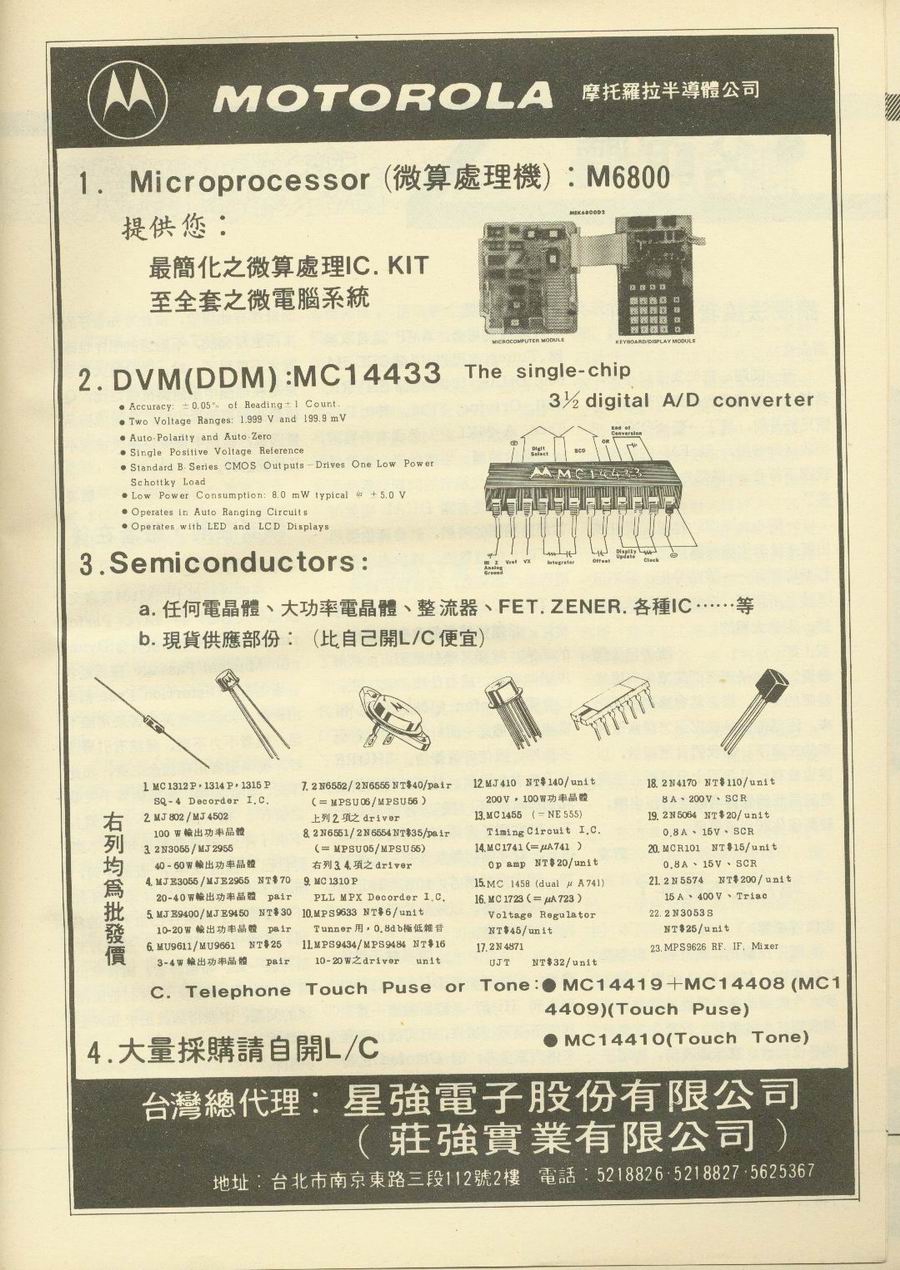 MOTOROLA 摩托羅拉半導體公司
1. Microprocessor (微算處理機) : M6800
提供您：
最簡化之微算處理IC. KIT
至全套之微電腦系統
MEK6800D2
MICROCOMPUTER MODULE
KEYBOARD/DISPLAY MODULE
2. DVM(DDM) :MC14433 The single-chip
3½ digital A/D converter
● Accuracy: ±0.05% of Reading ±1 Count.
● Two Voltage Ranges: 1.999 V and 199.9 mV
● Auto-Polarity and Auto-Zero
● Single Positive Voltage Reference
● Standard B-Series CMOS Outputs–Drives One Low Power
Schottky Load
● Low Power Consumption: 8.0 mW typical @ ±5.0 V
● Operates in Auto Ranging Circuits
● Operates with LED and LCD Displays
End of
Conversion
Digit
Select
BCD
OR
MC14433
Analog
Ground
Vref
VX
Integrator
Offset
Display
Update
Clock
3.Semiconductors:
a. 任何電晶體、大功率電晶體、整流器、FET. ZENER. 各種IC……等
b. 現貨供應部份：（比自己開L/C便宜）
右列均為批發價
1. MC1312P，1314P，1315P
SQ-4 Decorder I.C.
2. MJ802/MJ4502
100 W輸出功率晶體
3. 2N3055/MJ2955
40-60W輸出功率晶體
4. MJE3055/MJE2955 NT$70
20-40W輸出功率晶體 pair
5. MJE9400/MJE9450 NT$30
10-20W輸出功率晶體 pair
6. MU9611/MU9661 NT$25
3-4W輸出功率晶體 pair
7. 2N6552/2N6555 NT$40/pair
(=MPSU06/MPSU56)
上列2.項之driver
8. 2N6551/2N6554 NT$35/pair
(= MPSU05/MPSU55)
右列3.4.項之driver
9. MC1310P
PLL MPX Decorder I.C.
10.MPS9633 NT$6/unit
Tunner用，0.8db極低雜音
11.MPS9434/MPS9484 NT$16
10-20W之driver unit
12.MJ410 NT$140/unit
200V，100W功率晶體
13.MC1455 (=NE555)
Timing Circuit I.C.
14.MC1741(=μA741)
Op amp NT$20/unit
15.MC 1458 (dual μA741)
16.MC1723(=μA723)
Voltage Regulator
NT$45/unit
17.2N4871
UJT NT$32/unit
18. 2N4170 NT$110/unit
8A、200V、SCR
19. 2N5064 NT$20/unit
0.8A、15V、SCR
20. MCR101 NT$15/unit
0.8A、15V、SCR
21. 2N5574 NT$200/unit
15A、400V、Triac
22. 2N3053S
NT$25/unit
23. MPS9626 RF. IF. Mixer
C. Telephone Touch Puse or Tone:● MC14419＋MC14408 (MC1
4409)(Touch Puse)
● MC14410(Touch Tone)
4.大量採購請自開L/C
台灣總代理：星強電子股份有限公司
（莊強實業有限公司）
地址：台北市南京東路三段112號2樓 電話：5218826·5218827·5625367